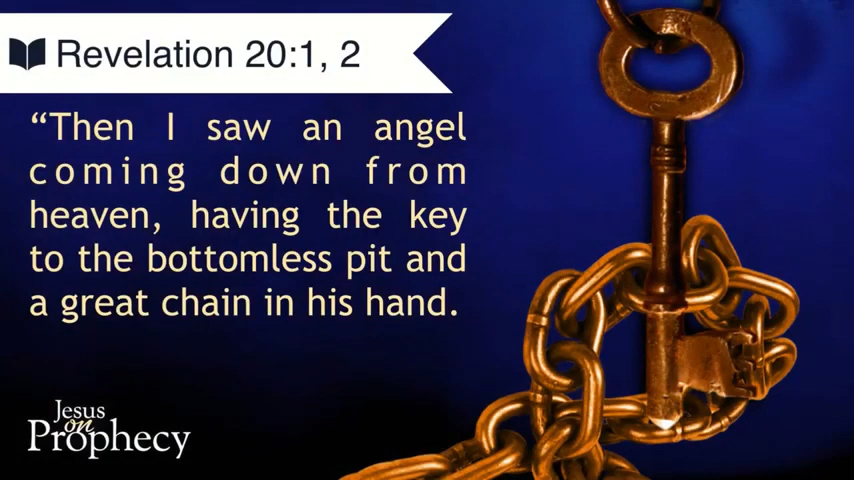 Revelation 20:1, 2
“Then I saw an angel
coming down from
heaven, having the key
to the bottomless pit and
a great chain in his hand.
Jesus
on
Prophecy